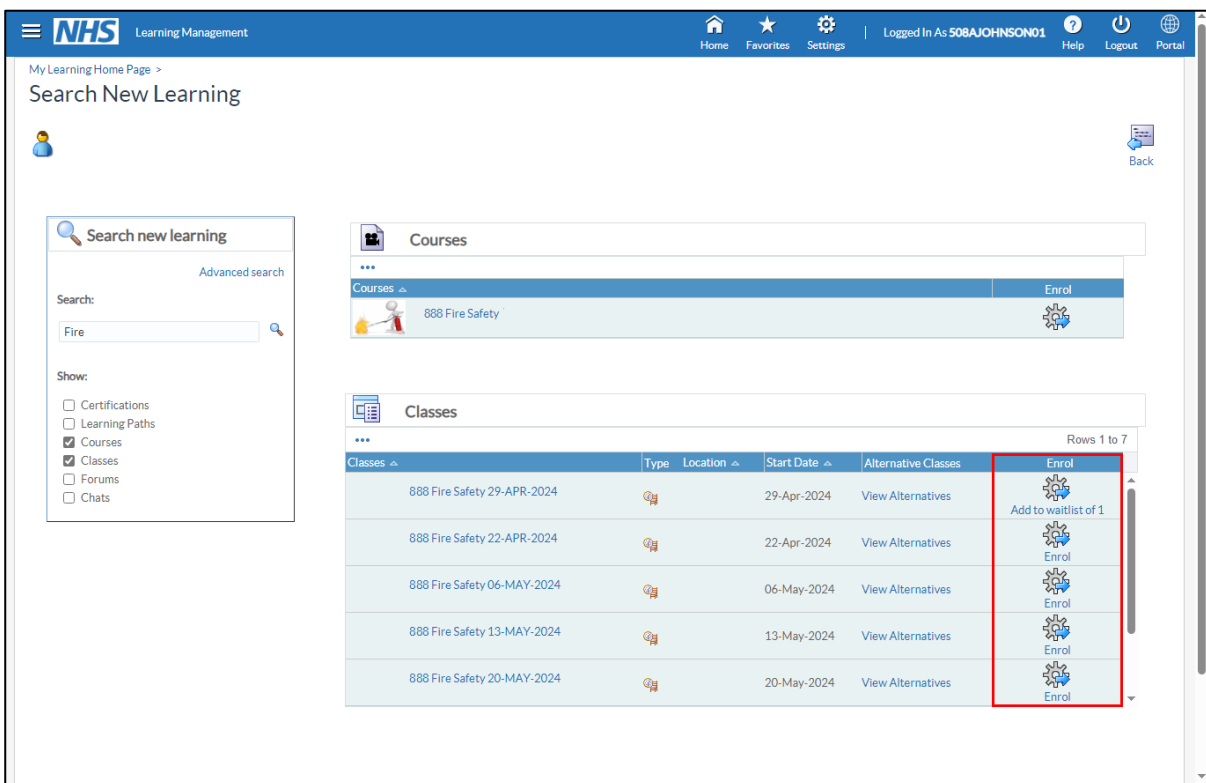 NHS Learning Management Home Favorites Settings Logged In As 508AJOHNSON01 Help Logout Portal
My Learning Home Page >
Search New Learning
Back
Search new learning
Advanced search
Search:
Fire
Show:
Certifications
Learning Paths
Courses
Classes
Forums
Chats
Courses
Courses Enrol
888 Fire Safety
Classes
Rows 1 to 7
Classes Type Location Start Date Alternative Classes Enrol
888 Fire Safety 29-APR-2024 29-Apr-2024 View Alternatives
Add to waitlist of 1
888 Fire Safety 22-APR-2024 22-Apr-2024 View Alternatives
Enrol
888 Fire Safety 06-MAY-2024 06-May-2024 View Alternatives
Enrol
888 Fire Safety 13-MAY-2024 13-May-2024 View Alternatives
Enrol
888 Fire Safety 20-MAY-2024 20-May-2024 View Alternatives
Enrol